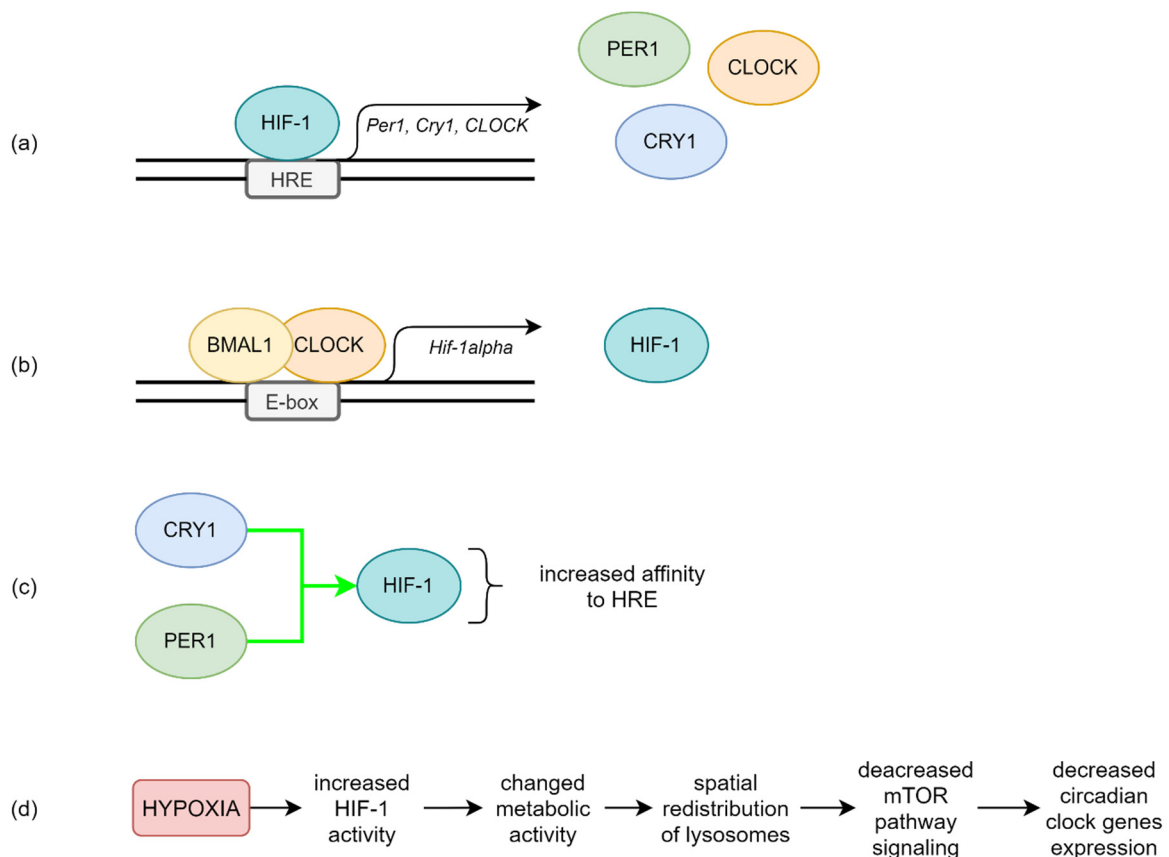 (a)
HIF-1
HRE
Per1, Cry1, CLOCK
PER1
CLOCK
CRY1
(b)
BMAL1
CLOCK
E-box
Hif-1alpha
HIF-1
(c)
CRY1
PER1
HIF-1
increased affinity
to HRE
(d)
HYPOXIA
increased
HIF-1
activity
changed
metabolic
activity
spatial
redistribution
of lysosomes
deacreased
mTOR
pathway
signaling
decreased
circadian
clock genes
expression